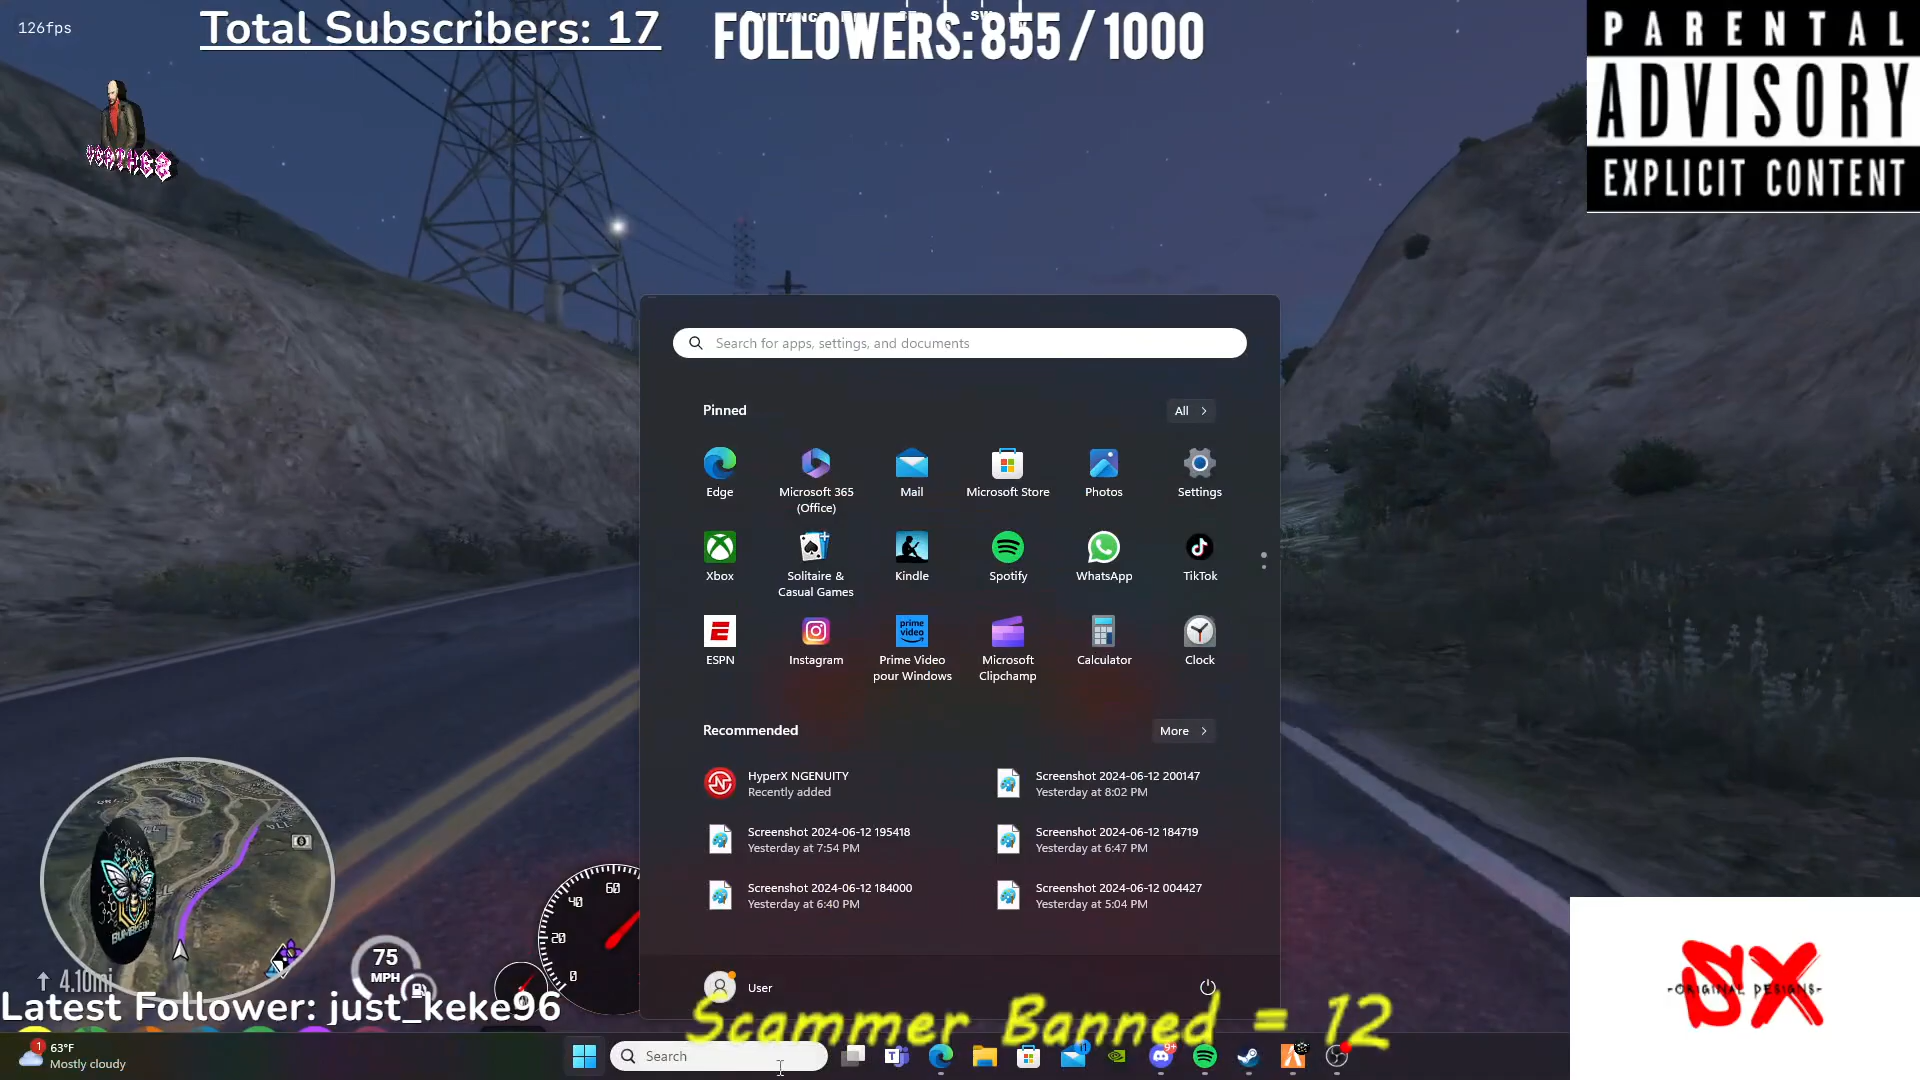 126fps
Total Subscribers: 17
FOLLOWERS: 855 / 1000
PARENTAL
ADVISORY
EXPLICIT CONTENT
Search for apps, settings, and documents
Pinned
All
Edge
Microsoft 365
(Office)
Mail
Microsoft Store
Photos
Settings
Xbox
Solitaire &
Casual Games
Kindle
Spotify
WhatsApp
TikTok
ESPN
Instagram
prime
video
Prime Video
pour Windows
Microsoft
Clipchamp
Calculator
Clock
Recommended
More
HyperX NGENUITY
Recently added
Screenshot 2024-06-12 200147
Yesterday at 8:02 PM
Screenshot 2024-06-12 195418
Yesterday at 7:54 PM
Screenshot 2024-06-12 184719
Yesterday at 6:47 PM
Screenshot 2024-06-12 184000
Yesterday at 6:40 PM
Screenshot 2024-06-12 004427
Yesterday at 5:04 PM
User
60
40
20
0
75
MPH
4.10mi
Latest Follower: just_keke96
Scammer Banned = 12
SX
-ORIGINAL DESIGNS-
1
63°F
Mostly cloudy
Search
9+